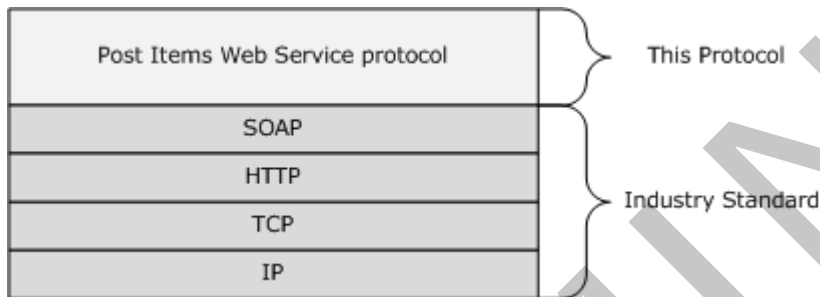 Post Items Web Service protocol
This Protocol
SOAP
HTTP
Industry Standard
TCP
IP